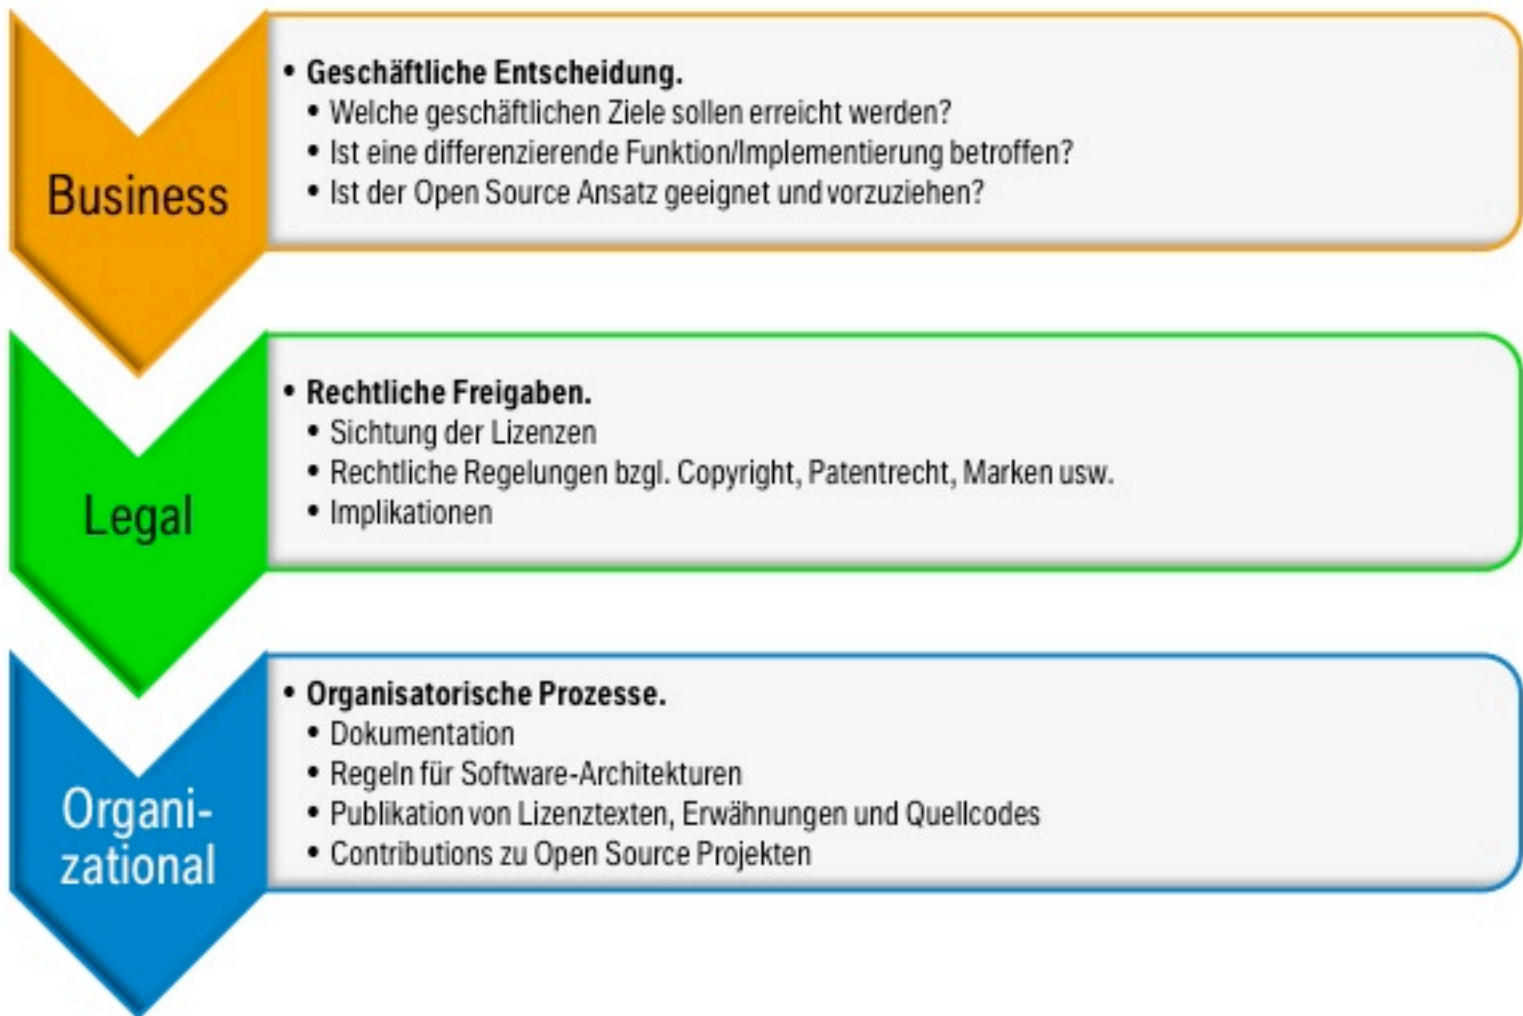 Business
• Geschäftliche Entscheidung.
• Welche geschäftlichen Ziele sollen erreicht werden?
• Ist eine differenzierende Funktion/Implementierung betroffen?
• Ist der Open Source Ansatz geeignet und vorzuziehen?
Legal
• Rechtliche Freigaben.
• Sichtung der Lizenzen
• Rechtliche Regelungen bzgl. Copyright, Patentrecht, Marken usw.
• Implikationen
Organi-
zational
• Organisatorische Prozesse.
• Dokumentation
• Regeln für Software-Architekturen
• Publikation von Lizenztexten, Erwähnungen und Quellcodes
• Contributions zu Open Source Projekten